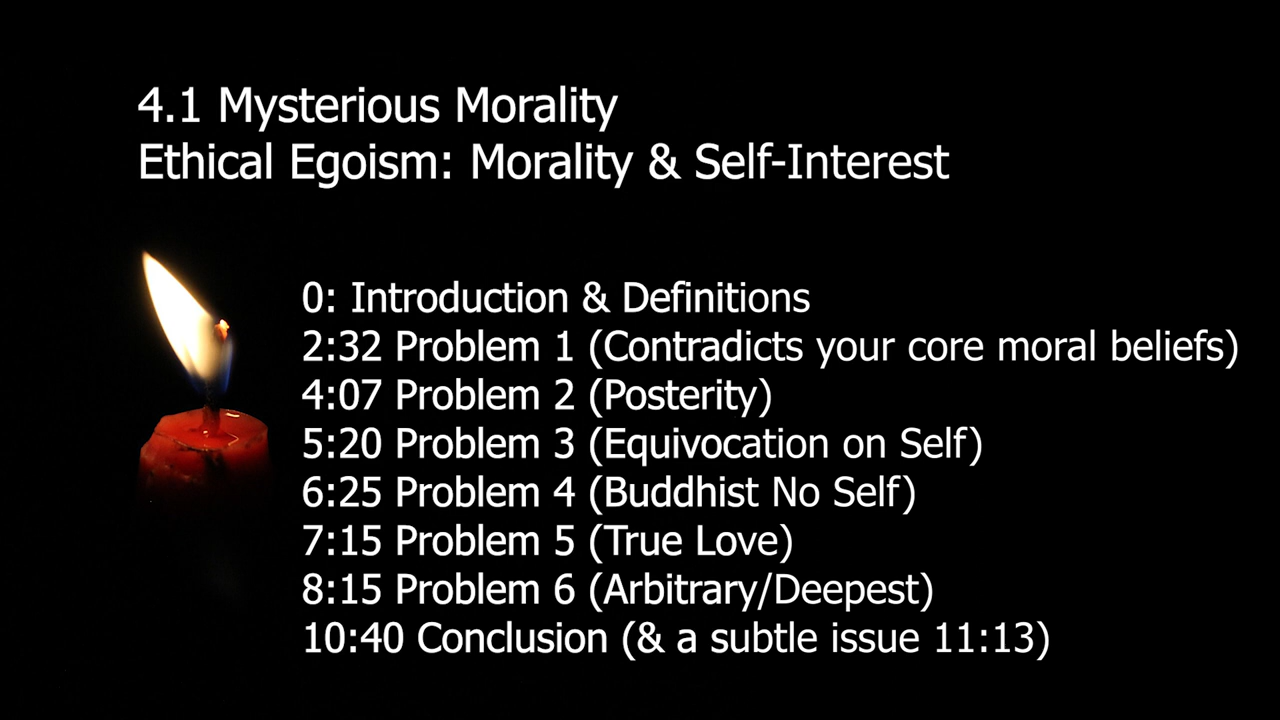 4.1 Mysterious Morality
Ethical Egoism: Morality & Self-Interest
0: Introduction & Definitions
2:32 Problem 1 (Contradicts your core moral beliefs)
4:07 Problem 2 (Posterity)
5:20 Problem 3 (Equivocation on Self)
6:25 Problem 4 (Buddhist No Self)
7:15 Problem 5 (True Love)
8:15 Problem 6 (Arbitrary/Deepest)
10:40 Conclusion (& a subtle issue 11:13)